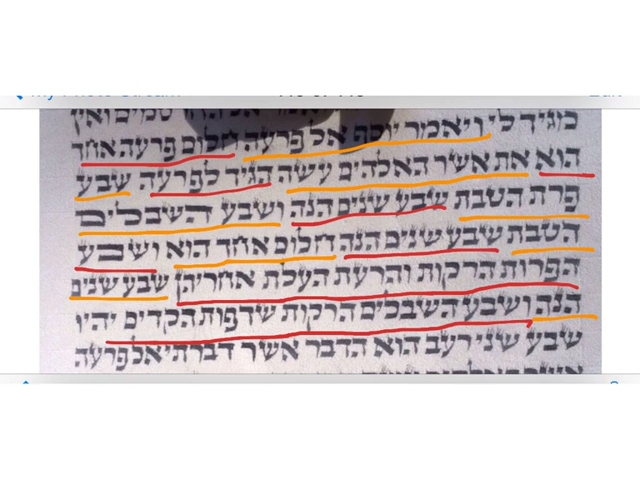 ואין
מגיד לי ויאמר יוסף אל פרעה חלום פרעה אחד
הוא את אשר האלהים עשה הגיד לפרעה שבע
פרת הטבת שבע שנים הנה ושבע השבלים
הטבת שבע שנים הנה חלום אחד הוא ושבע
הפרות הרקות והרעת העלת אחריהן שבע שנים
הנה ושבע השבלים הרקות שדפות הקדים יהיו
שבע שני רעב הוא הדבר אשר דברתי אל פרעה